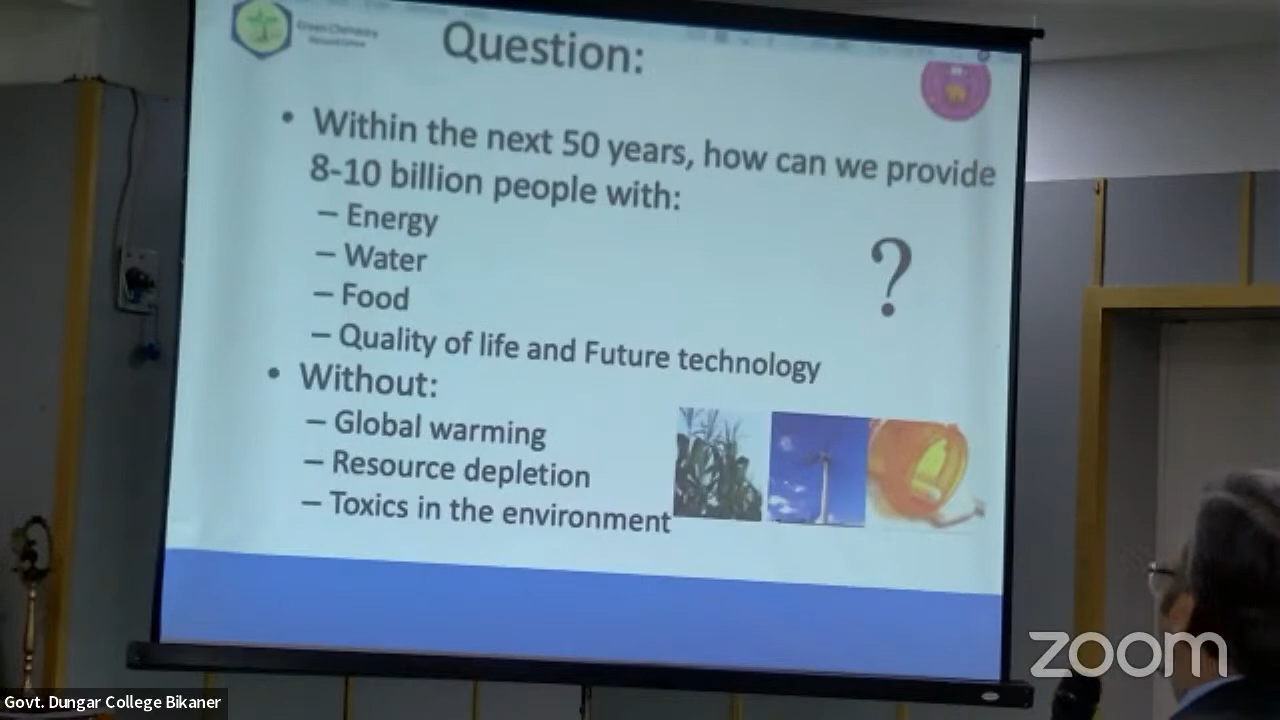 Green Chemistry
Question:
• Within the next 50 years, how can we provide
8-10 billion people with:
– Energy
– Water
– Food
– Quality of life and Future technology
?
• Without:
– Global warming
– Resource depletion
– Toxics in the environment
zoom
Govt. Dungar College Bikaner